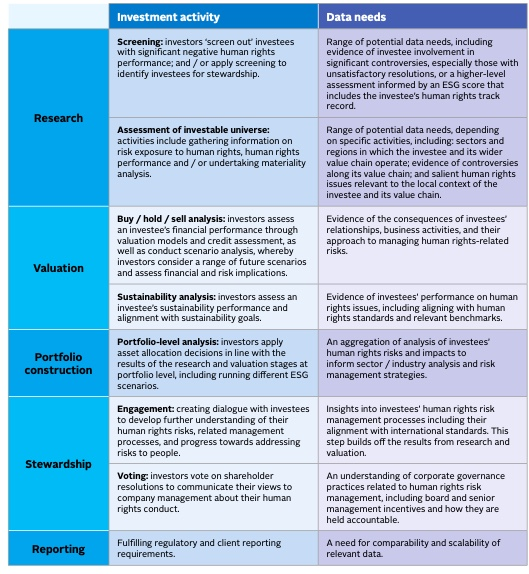 Investment activity
Data needs
Research
Screening: investors ‘screen out’ investees
with significant negative human rights
performance; and / or apply screening to
identify investees for stewardship.
Range of potential data needs, including
evidence of investee involvement in
significant controversies, especially those with
unsatisfactory resolutions, or a higher-level
assessment informed by an ESG score that
includes the investee's human rights track
record.
Assessment of investable universe:
activities include gathering information on
risk exposure to human rights, human rights
performance and / or undertaking materiality
analysis.
Range of potential data needs, depending
on specific activities, including: sectors and
regions in which the investee and its wider
value chain operate; evidence of controversies
along its value chain; and salient human rights
issues relevant to the local context of the
investee and its value chain.
Valuation
Buy / hold / sell analysis: investors assess
an investee's financial performance through
valuation models and credit assessment, as
well as conduct scenario analysis, whereby
investors consider a range of future scenarios
and assess financial and risk implications.
Evidence of the consequences of investees'
relationships, business activities, and their
approach to managing human rights-related
risks.
Sustainability analysis: investors assess an
investee's sustainability performance and
alignment with sustainability goals.
Evidence of investees' performance on human
rights issues, including aligning with human
rights standards and relevant benchmarks.
Portfolio
construction
Portfolio-level analysis: investors apply
asset allocation decisions in line with the
results of the research and valuation stages at
portfolio level, including running different ESG
scenarios.
An aggregation of analysis of investees'
human rights risks and impacts to
inform sector / industry analysis and risk
management strategies.
Stewardship
Engagement: creating dialogue with investees
to develop further understanding of their
human rights risks, related management
processes, and progress towards addressing
risks to people.
Insights into investees' human rights risk
management processes including their
alignment with international standards. This
step builds off the results from research and
valuation.
Voting: investors vote on shareholder
resolutions to communicate their views to
company management about their human
rights conduct.
An understanding of corporate governance
practices related to human rights risk
management, including board and senior
management incentives and how they are
held accountable.
Reporting
Fulfilling regulatory and client reporting
requirements.
A need for comparability and scalability of
relevant data.